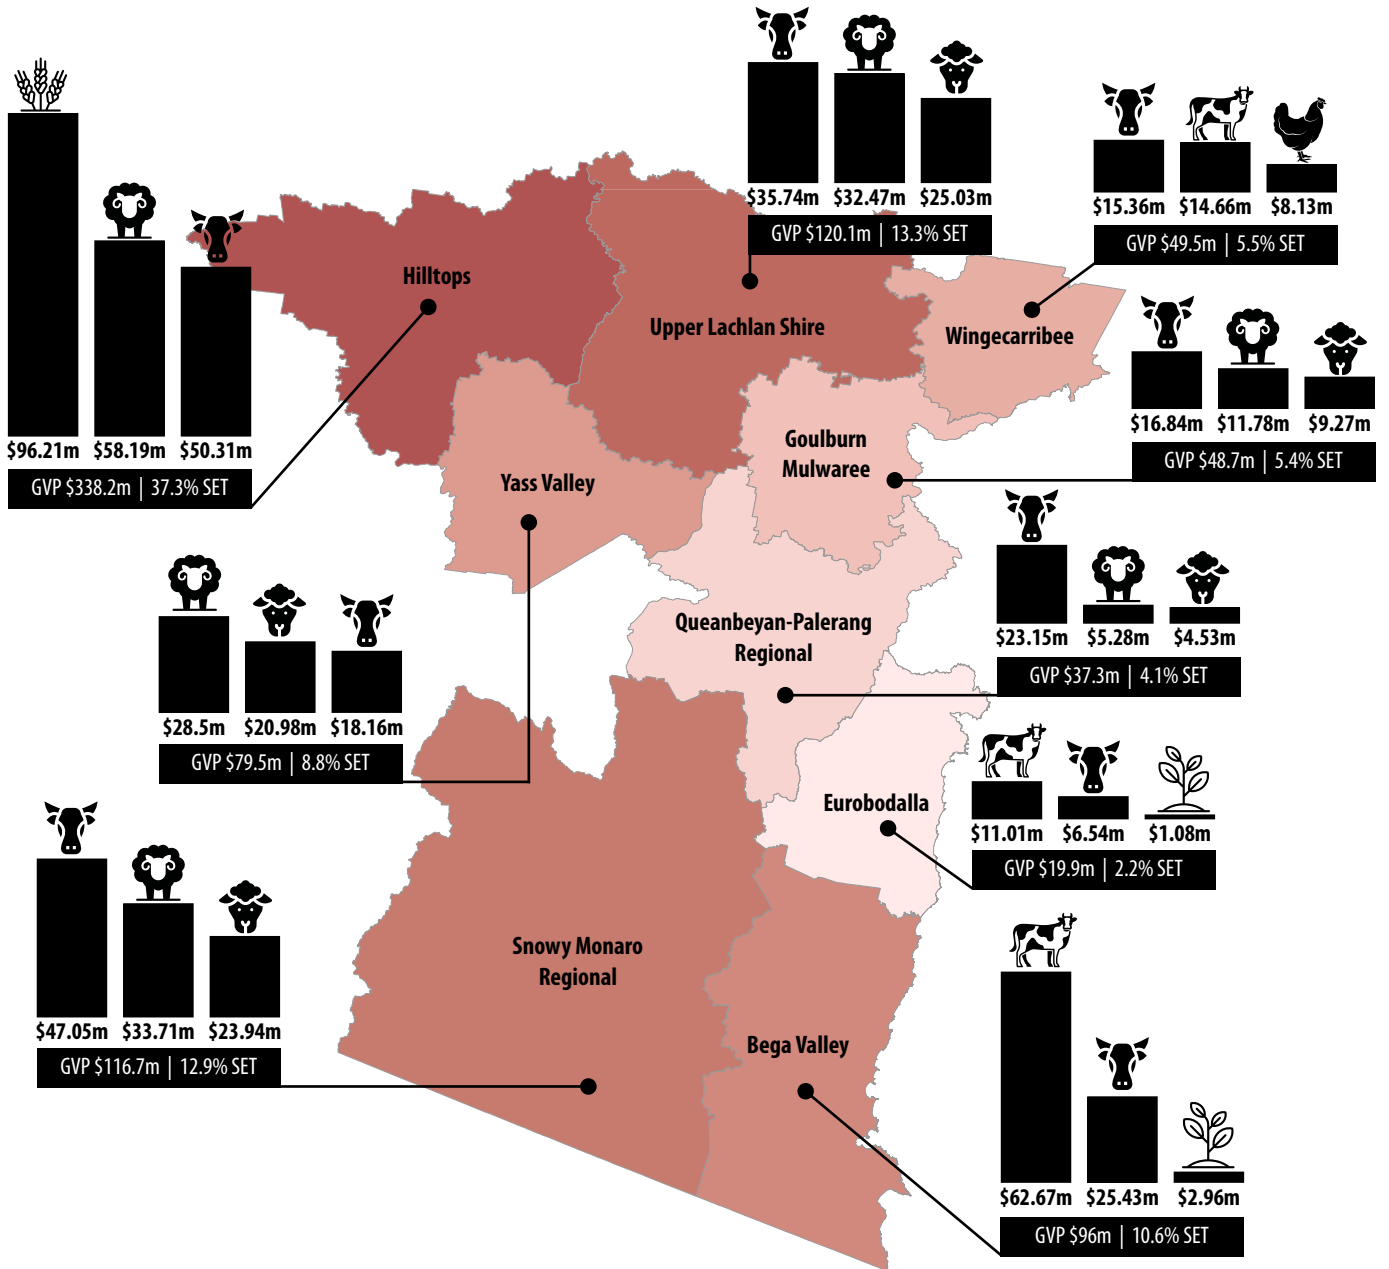 $35.74m $32.47m $25.03m
GVP $120.1m | 13.3% SET
$15.36m $14.66m $8.13m
GVP $49.5m | 5.5% SET
Hilltops
Upper Lachlan Shire
Wingecarribee
$96.21m $58.19m $50.31m
GVP $338.2m | 37.3% SET
$16.84m $11.78m $9.27m
GVP $48.7m | 5.4% SET
Goulburn
Mulwaree
Yass Valley
Queanbeyan-Palerang
Regional
$23.15m $5.28m $4.53m
GVP $37.3m | 4.1% SET
$28.5m $20.98m $18.16m
GVP $79.5m | 8.8% SET
Eurobodalla
$11.01m $6.54m $1.08m
GVP $19.9m | 2.2% SET
Snowy Monaro
Regional
$47.05m $33.71m $23.94m
GVP $116.7m | 12.9% SET
Bega Valley
$62.67m $25.43m $2.96m
GVP $96m | 10.6% SET